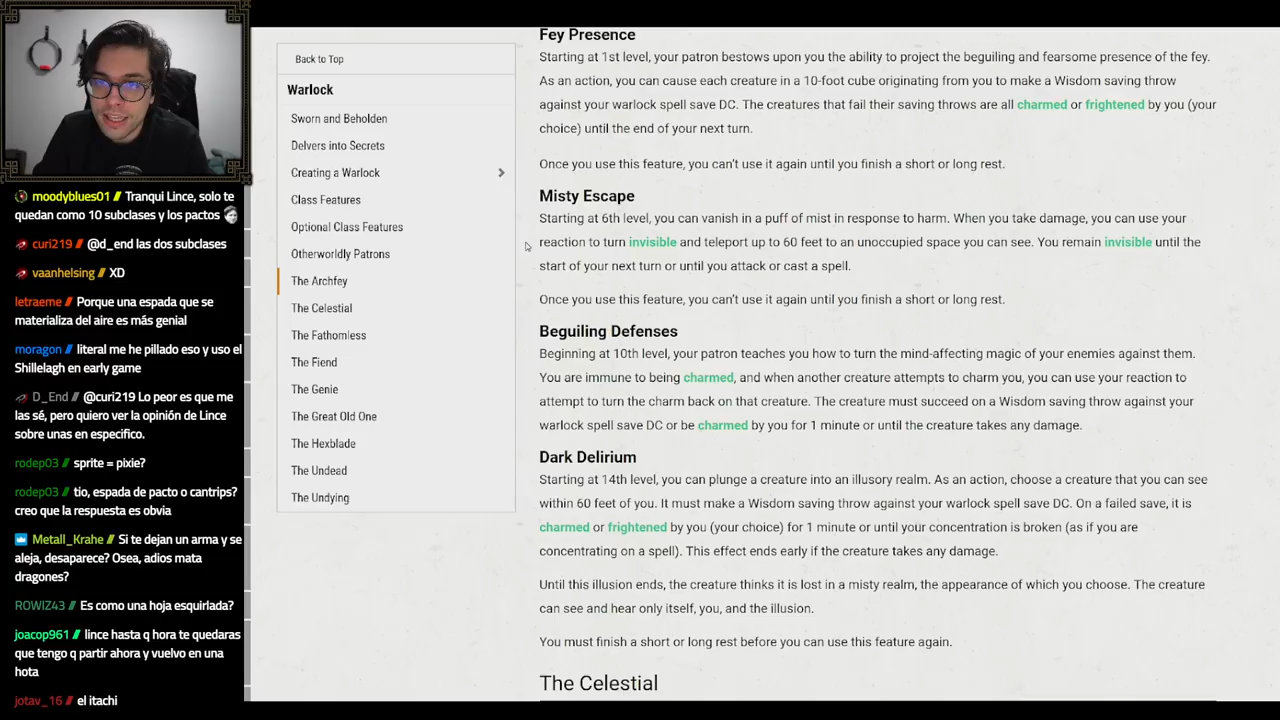 moodyblues01 // Tranqui Lince, solo te
quedan como 10 subclases y los pactos
curi219 // @d_end las dos subclases
vaanhelsing // XD
letraeme // Porque una espada que se
materializa del aire es más genial
moragon // literal me he pillado eso y uso el
Shillelagh en early game
D_End // @curi219 Lo peor es que me
las sé, pero quiero ver la opinión de Lince
sobre unas en especifico.
rodep03 // sprite = pixie?
rodep03 // tio, espada de pacto o cantrips?
creo que la respuesta es obvia
Metall_Krahe // Si te dejan un arma y se
aleja, desaparece? Osea, adios mata
dragones?
ROWIZ43 // Es como una hoja esquirlada?
joacop961 // lince hasta q hora te quedaras
que tengo q partir ahora y vuelvo en una
hota
jotav_16 // el itachi
Back to Top
Warlock
Sworn and Beholden
Delvers into Secrets
Creating a Warlock
Class Features
Optional Class Features
Otherworldly Patrons
The Archfey
The Celestial
The Fathomless
The Fiend
The Genie
The Great Old One
The Hexblade
The Undead
The Undying
Fey Presence
Starting at 1st level, your patron bestows upon you the ability to project the beguiling and fearsome presence of the fey.
As an action, you can cause each creature in a 10-foot cube originating from you to make a Wisdom saving throw
against your warlock spell save DC. The creatures that fail their saving throws are all charmed or frightened by you (your
choice) until the end of your next turn.
Once you use this feature, you can't use it again until you finish a short or long rest.
Misty Escape
Starting at 6th level, you can vanish in a puff of mist in response to harm. When you take damage, you can use your
reaction to turn invisible and teleport up to 60 feet to an unoccupied space you can see. You remain invisible until the
start of your next turn or until you attack or cast a spell.
Once you use this feature, you can't use it again until you finish a short or long rest.
Beguiling Defenses
Beginning at 10th level, your patron teaches you how to turn the mind-affecting magic of your enemies against them.
You are immune to being charmed, and when another creature attempts to charm you, you can use your reaction to
attempt to turn the charm back on that creature. The creature must succeed on a Wisdom saving throw against your
warlock spell save DC or be charmed by you for 1 minute or until the creature takes any damage.
Dark Delirium
Starting at 14th level, you can plunge a creature into an illusory realm. As an action, choose a creature that you can see
within 60 feet of you. It must make a Wisdom saving throw against your warlock spell save DC. On a failed save, it is
charmed or frightened by you (your choice) for 1 minute or until your concentration is broken (as if you are
concentrating on a spell). This effect ends early if the creature takes any damage.
Until this illusion ends, the creature thinks it is lost in a misty realm, the appearance of which you choose. The creature
can see and hear only itself, you, and the illusion.
You must finish a short or long rest before you can use this feature again.
The Celestial